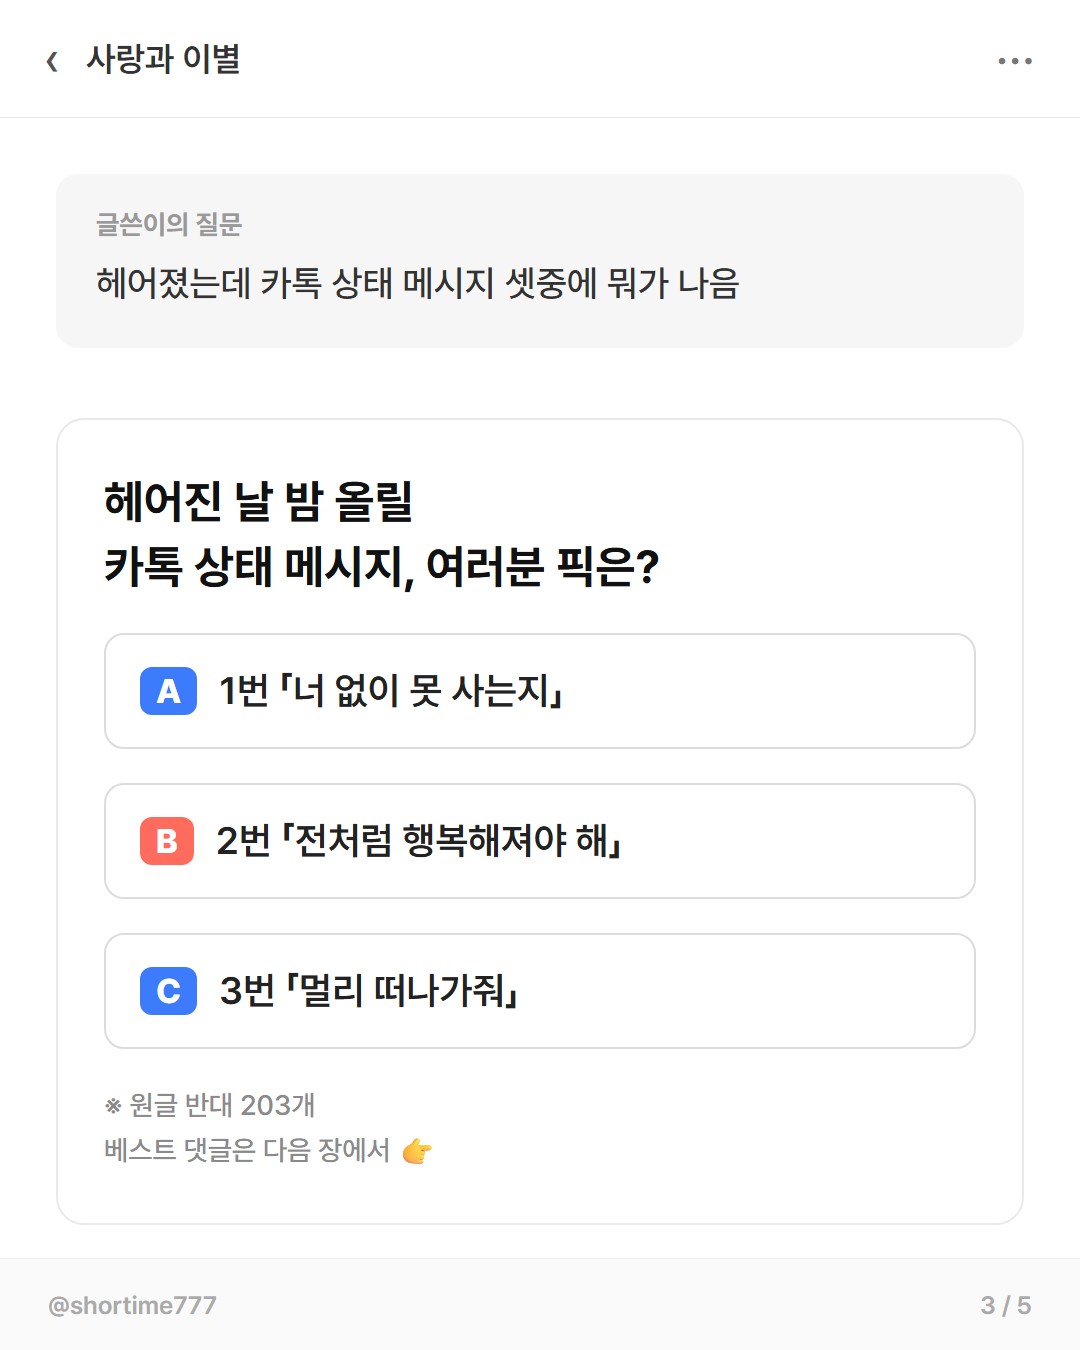 사랑과 이별
글쓴이의 질문
헤어졌는데 카톡 상태 메시지 셋중에 뭐가 나음
헤어진 날 밤 올릴
카톡 상태 메시지, 여러분 픽은?
A 1번 「너 없이 못 사는지」
B 2번 「전처럼 행복해져야 해」
C 3번 「멀리 떠나가줘」
※ 원글 반대 203개
베스트 댓글은 다음 장에서 👉
@shortime777
3 / 5